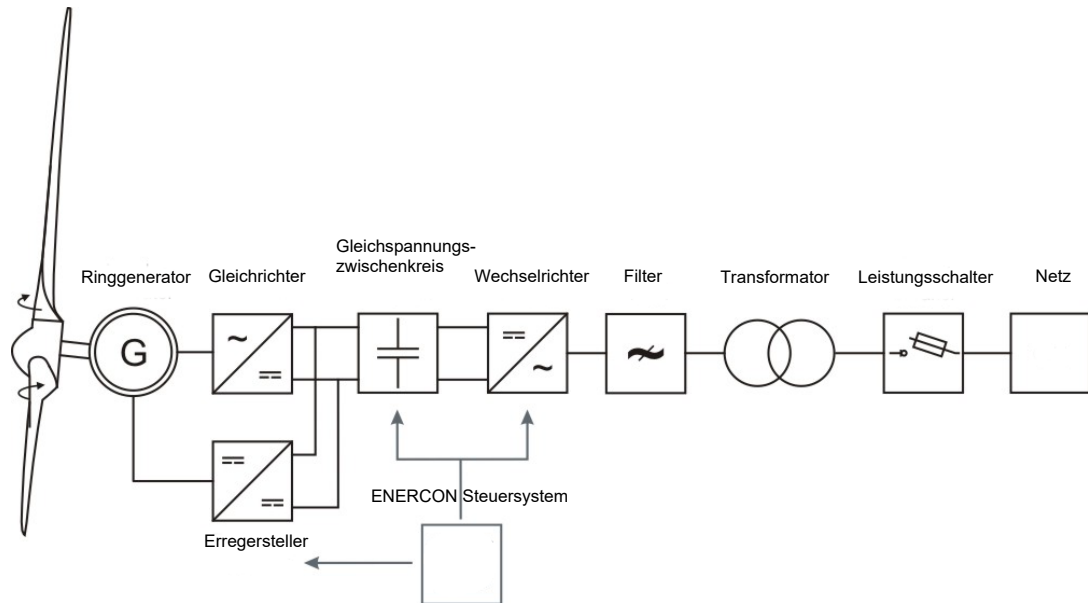 Gleichspannungs-
zwischenkreis
Ringgenerator
Gleichrichter
Wechselrichter
Filter
Transformator
Leistungsschalter
Netz
G
ENERCON Steuersystem
Erregersteller